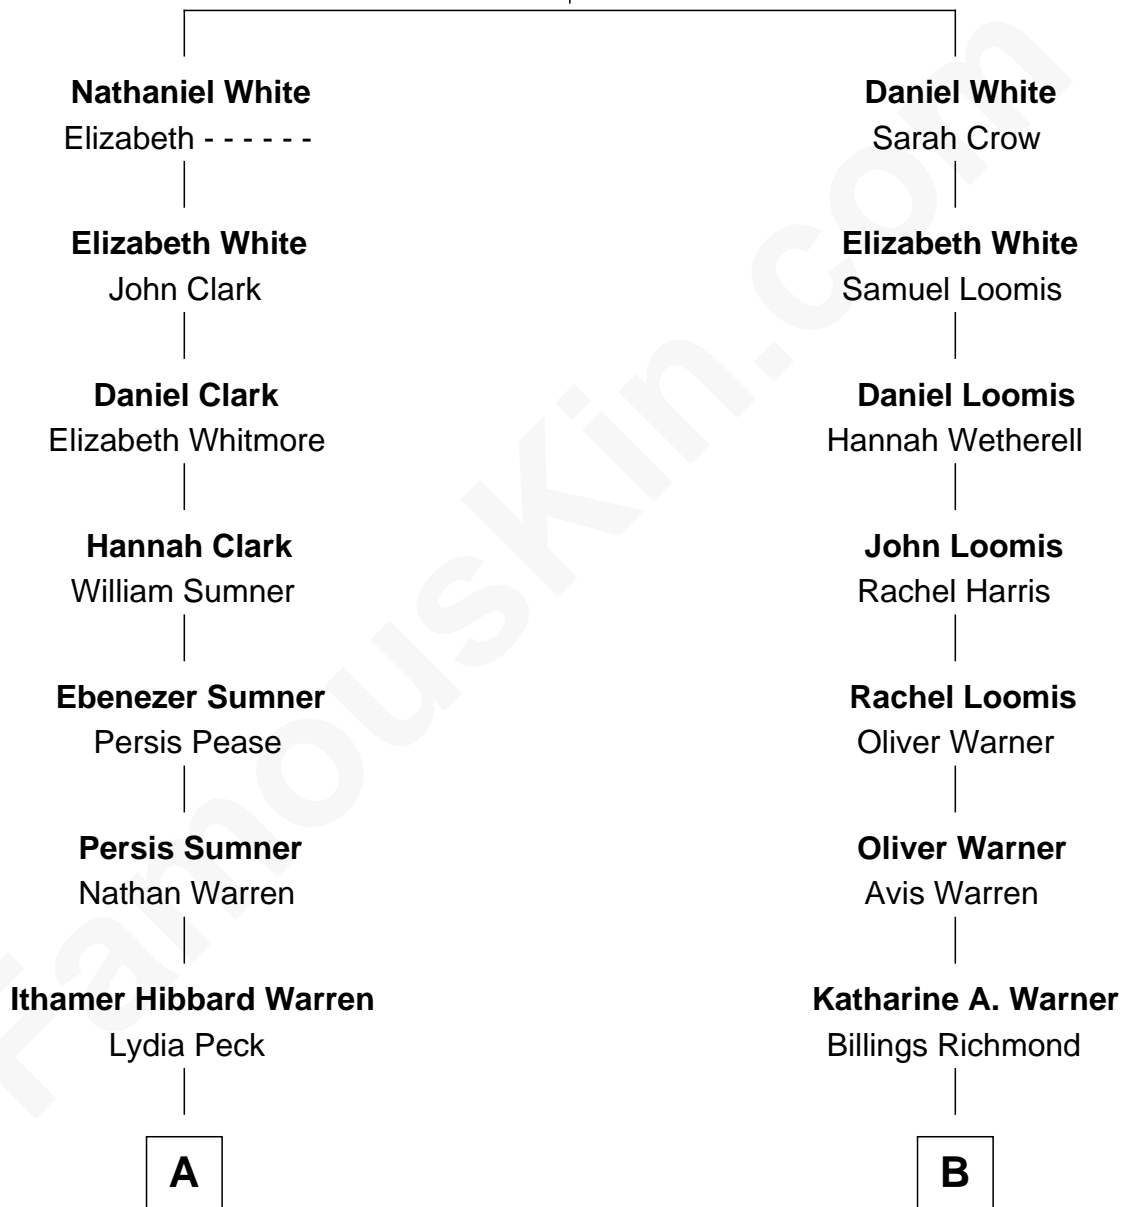 Nathaniel White
Elizabeth - - - - - -
Daniel White
Sarah Crow
Elizabeth White
John Clark
Elizabeth White
Samuel Loomis
Daniel Clark
Elizabeth Whitmore
Daniel Loomis
Hannah Wetherell
Hannah Clark
William Sumner
John Loomis
Rachel Harris
Ebenezer Sumner
Persis Pease
Rachel Loomis
Oliver Warner
Persis Sumner
Nathan Warren
Oliver Warner
Avis Warren
Ithamer Hibbard Warren
Lydia Peck
Katharine A. Warner
Billings Richmond
A
B
FamousKin.com